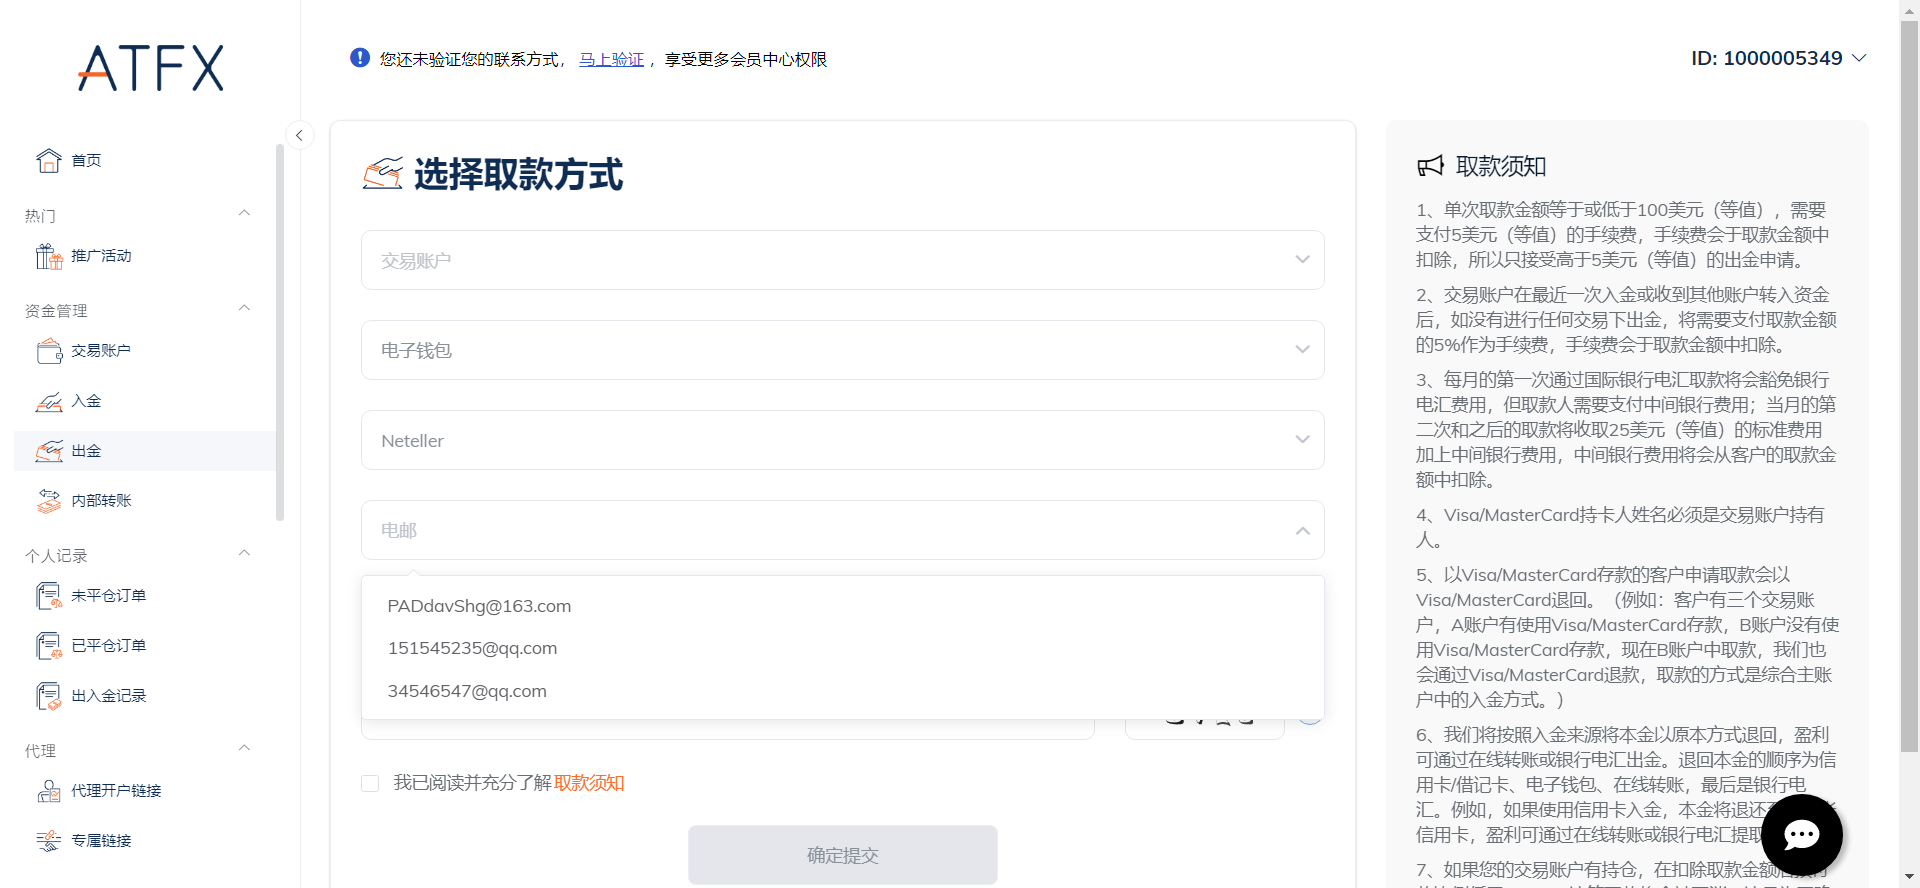 ATFX
您还未验证您的联系方式， 马上验证 ，享受更多会员中心权限
ID: 1000005349
首页
热门
推广活动
资金管理
交易账户
入金
出金
内部转账
个人记录
未平仓订单
已平仓订单
出入金记录
代理
代理开户链接
专属链接
选择取款方式
交易账户
电子钱包
Neteller
电邮
PADdavShg@163.com
151545235@qq.com
34546547@qq.com
我已阅读并充分了解取款须知
确定提交
取款须知
1、单次取款金额等于或低于100美元（等值），需要
支付5美元（等值）的手续费，手续费会于取款金额中
扣除，所以只接受高于5美元（等值）的出金申请。
2、交易账户在最近一次入金或收到其他账户转入资金
后，如没有进行任何交易下出金，将需要支付取款金额
的5%作为手续费，手续费会于取款金额中扣除。
3、每月的第一次通过国际银行电汇取款将会豁免银行
电汇费用，但取款人需要支付中间银行费用；当月的第
二次和之后的取款将收取25美元（等值）的标准费用
加上中间银行费用，中间银行费用将会从客户的取款金
额中扣除。
4、Visa/MasterCard持卡人姓名必须是交易账户持有
人。
5、以Visa/MasterCard存款的客户申请取款会以
Visa/MasterCard退回。（例如：客户有三个交易账
户，A账户有使用Visa/MasterCard存款，B账户没有使
用Visa/MasterCard存款，现在B账户中取款，我们也
会通过Visa/MasterCard退款，取款的方式是综合主账
户中的入金方式。）
6、我们将按照入金来源将本金以原本方式退回，盈利
可通过在线转账或银行电汇出金。退回本金的顺序为信
用卡/借记卡、电子钱包、在线转账，最后是银行电
汇。例如，如果使用信用卡入金，本金将退还
信用卡，盈利可通过在线转账或银行电汇提取
7、如果您的交易账户有持仓，在扣除取款金额